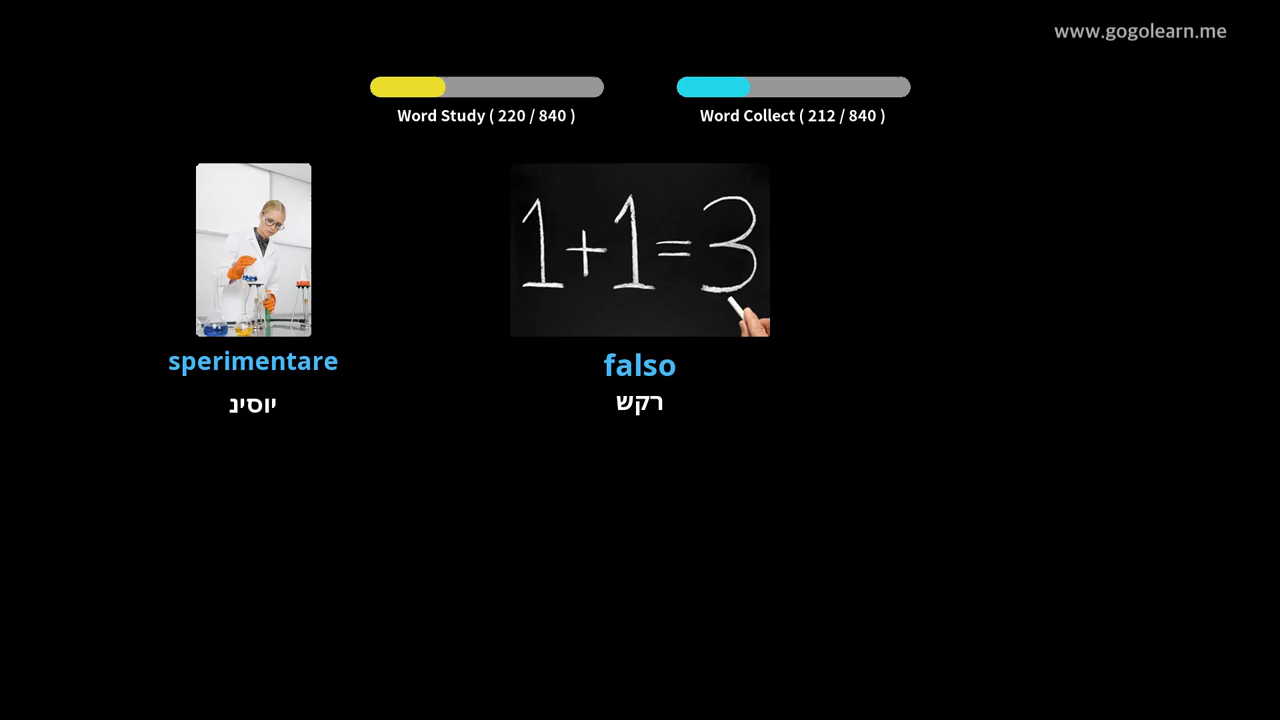 www.gogolearn.me
Word Study ( 220 / 840 )
Word Collect ( 212 / 840 )
1+1=3
sperimentare
יוסינ
falso
רקש